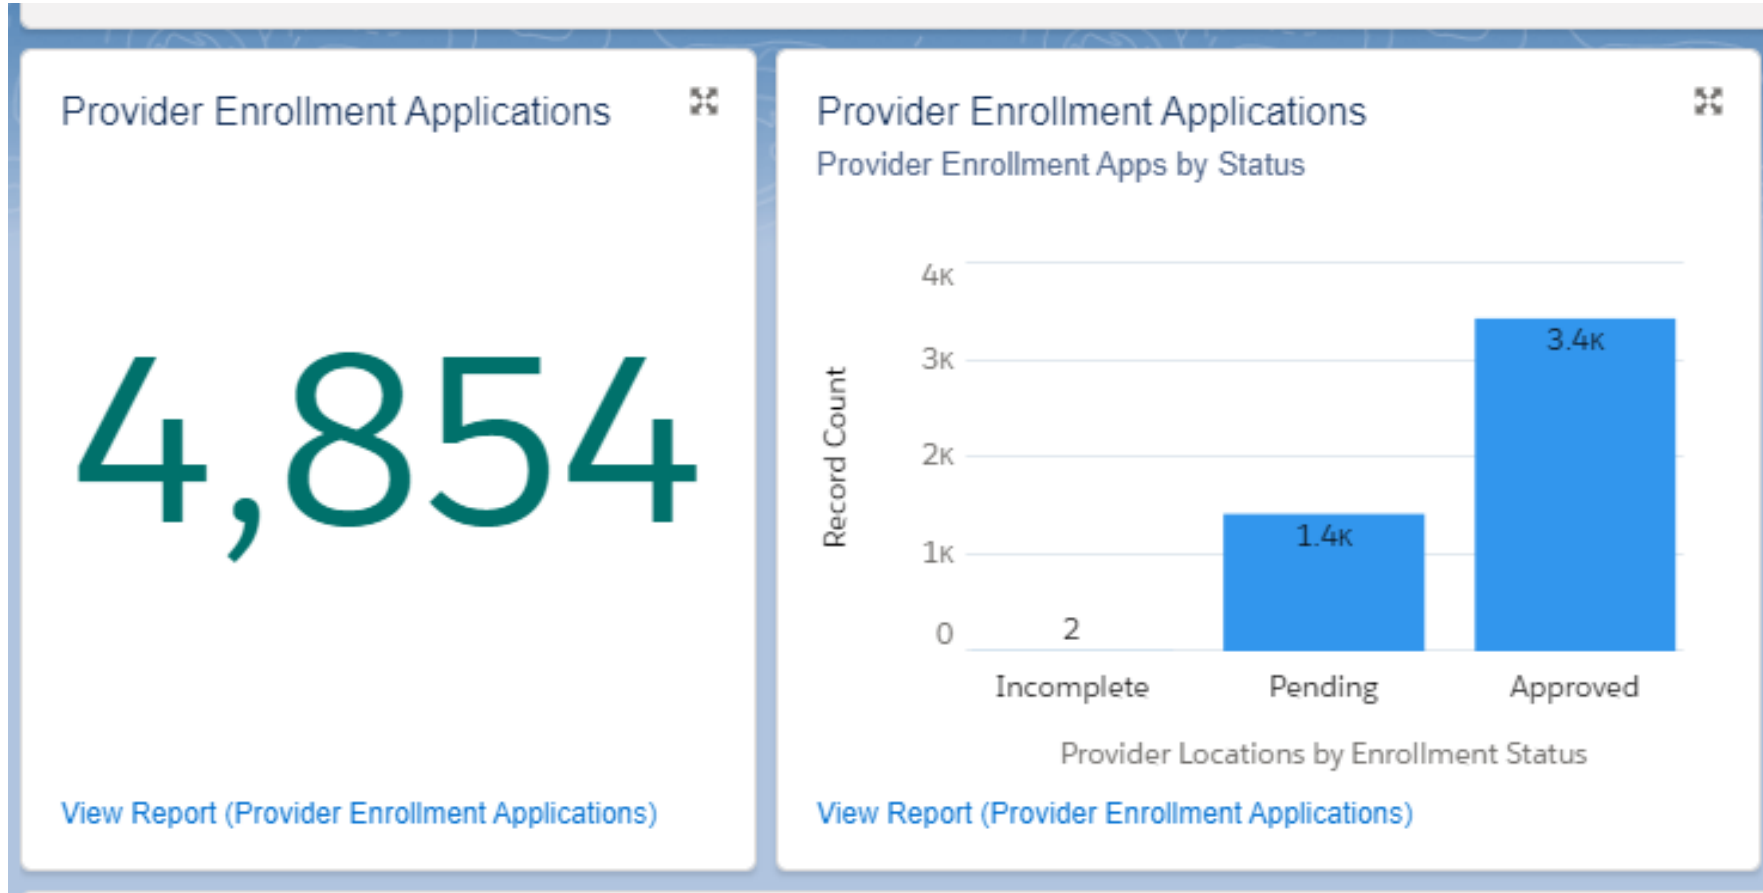 Provider Enrollment Applications
4,854
View Report (Provider Enrollment Applications)
Provider Enrollment Applications
Provider Enrollment Apps by Status
Record Count
4K
3K
2K
1K
0
2
1.4K
3.4K
Incomplete Pending Approved
Provider Locations by Enrollment Status
View Report (Provider Enrollment Applications)